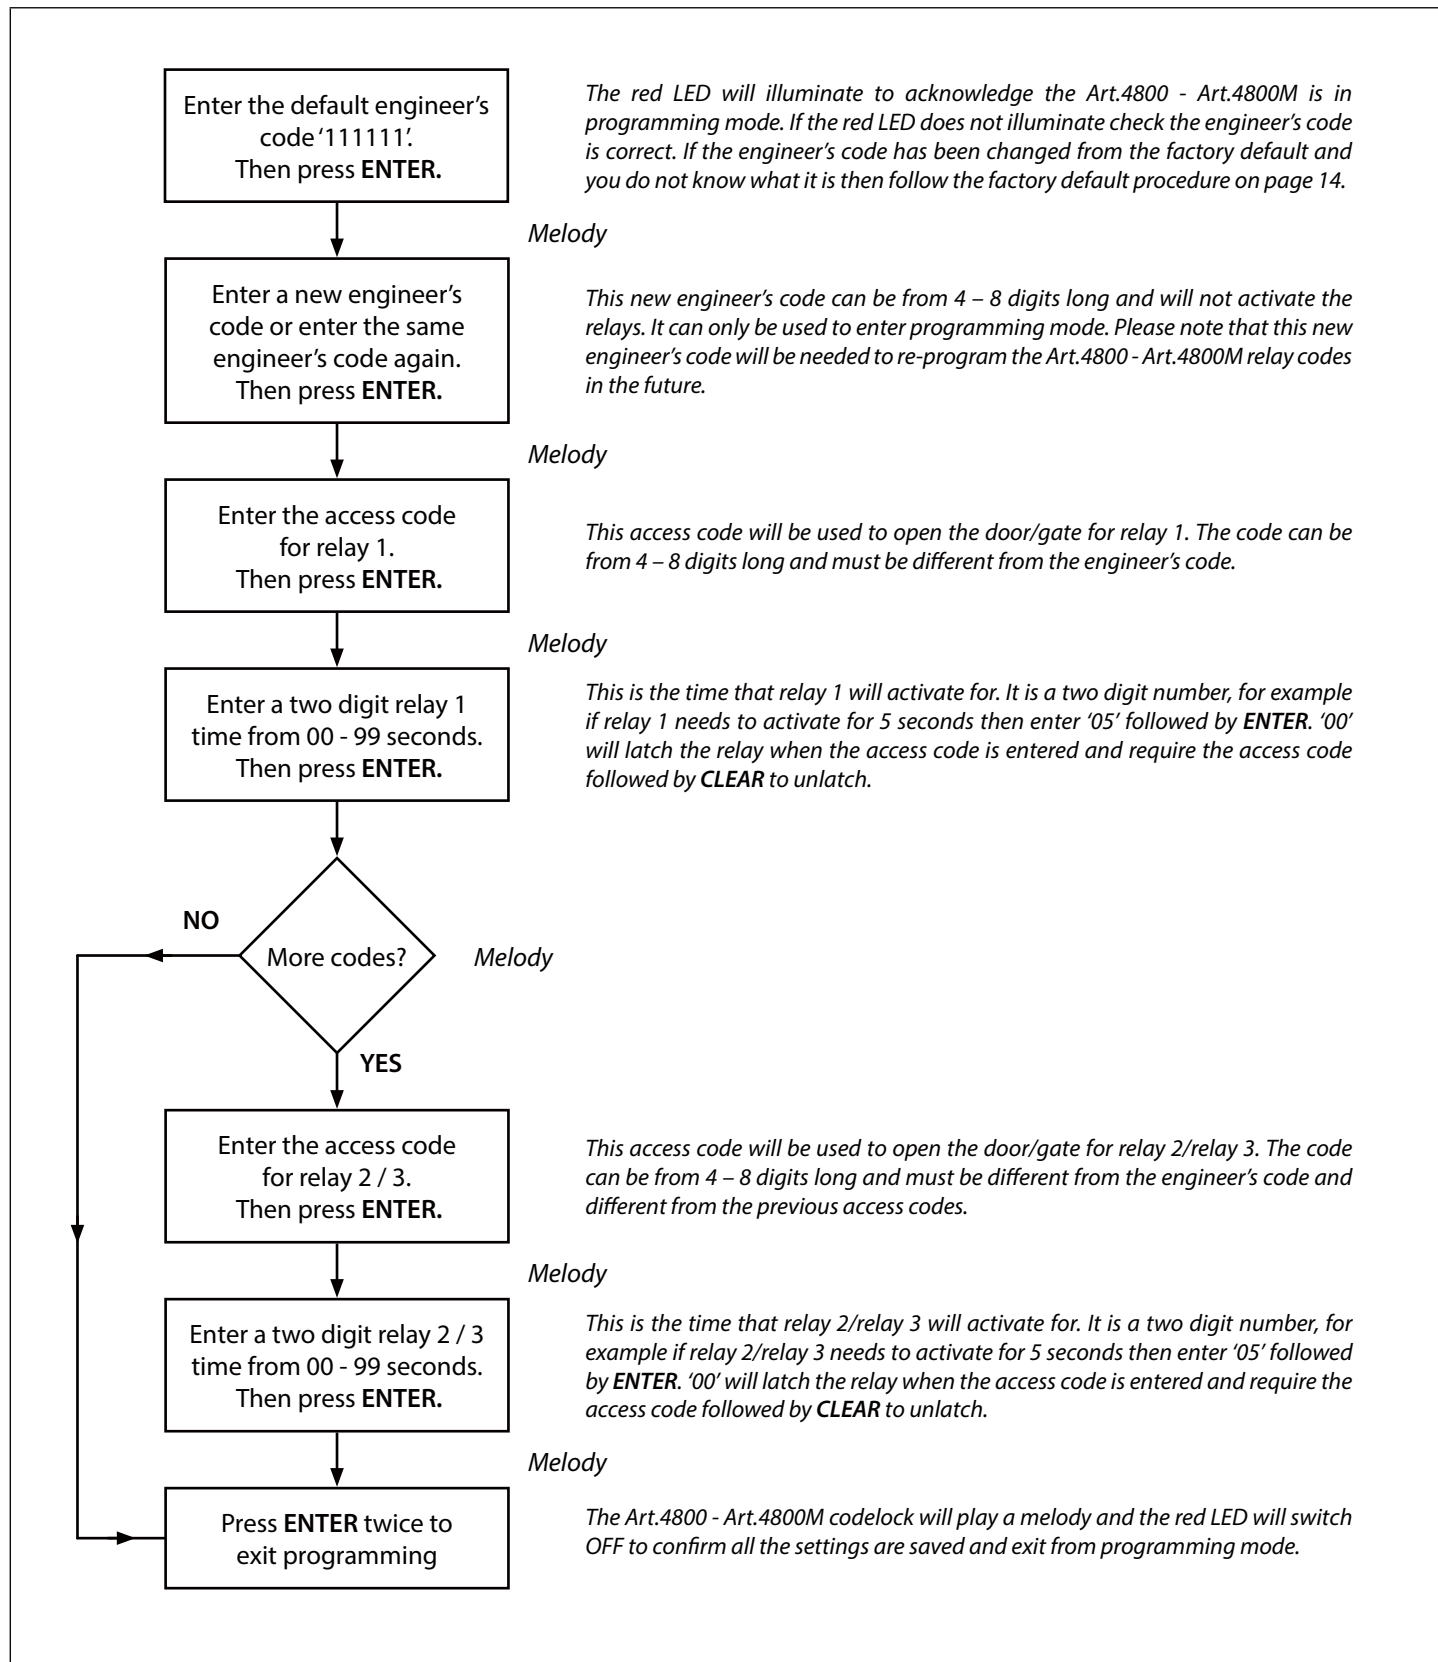 Enter the default engineer’s
code ‘111111’.
Then press ENTER.
The red LED will illuminate to acknowledge the Art.4800 - Art.4800M is in
programming mode. If the red LED does not illuminate check the engineer’s code
is correct. If the engineer’s code has been changed from the factory default and
you do not know what it is then follow the factory default procedure on page 14.
Melody
Enter a new engineer’s
code or enter the same
engineer’s code again.
Then press ENTER.
This new engineer’s code can be from 4 – 8 digits long and will not activate the
relays. It can only be used to enter programming mode. Please note that this new
engineer’s code will be needed to re-program the Art.4800 - Art.4800M relay codes
in the future.
Melody
Enter the access code
for relay 1.
Then press ENTER.
This access code will be used to open the door/gate for relay 1. The code can be
from 4 – 8 digits long and must be different from the engineer’s code.
Melody
Enter a two digit relay 1
time from 00 - 99 seconds.
Then press ENTER.
This is the time that relay 1 will activate for. It is a two digit number, for example
if relay 1 needs to activate for 5 seconds then enter ‘05’ followed by ENTER. ‘00’
will latch the relay when the access code is entered and require the access code
followed by CLEAR to unlatch.
NO
More codes?
Melody
YES
Enter the access code
for relay 2 / 3.
Then press ENTER.
This access code will be used to open the door/gate for relay 2/relay 3. The code
can be from 4 – 8 digits long and must be different from the engineer’s code and
different from the previous access codes.
Melody
Enter a two digit relay 2 / 3
time from 00 - 99 seconds.
Then press ENTER.
This is the time that relay 2/relay 3 will activate for. It is a two digit number, for
example if relay 2/relay 3 needs to activate for 5 seconds then enter ‘05’ followed
by ENTER. ‘00’ will latch the relay when the access code is entered and require the
access code followed by CLEAR to unlatch.
Melody
Press ENTER twice to
exit programming
The Art.4800 - Art.4800M codelock will play a melody and the red LED will switch
OFF to confirm all the settings are saved and exit from programming mode.